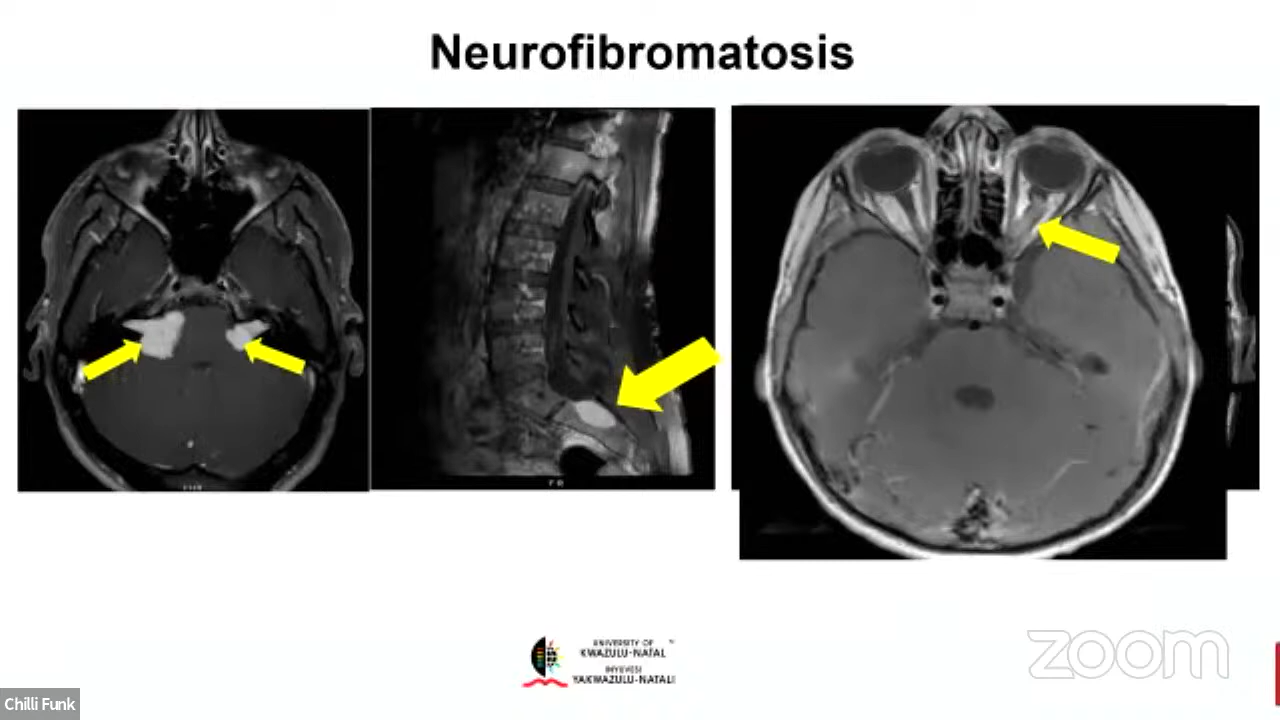 Neurofibromatosis
UNIVERSITY OF
KWAZULU-NATAL
INYUVESI
YAKWAZULU-NATALI
zoom
Chilli Funk